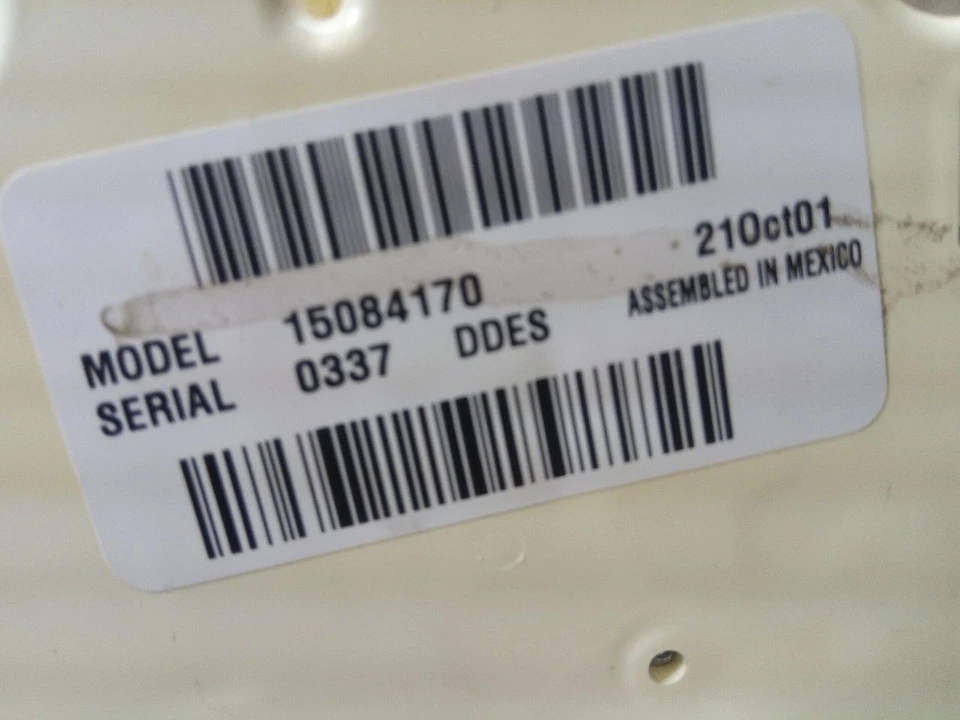 21Oct01
MODEL 15084170 ASSEMBLED IN MEXICO
SERIAL 0337 DDES